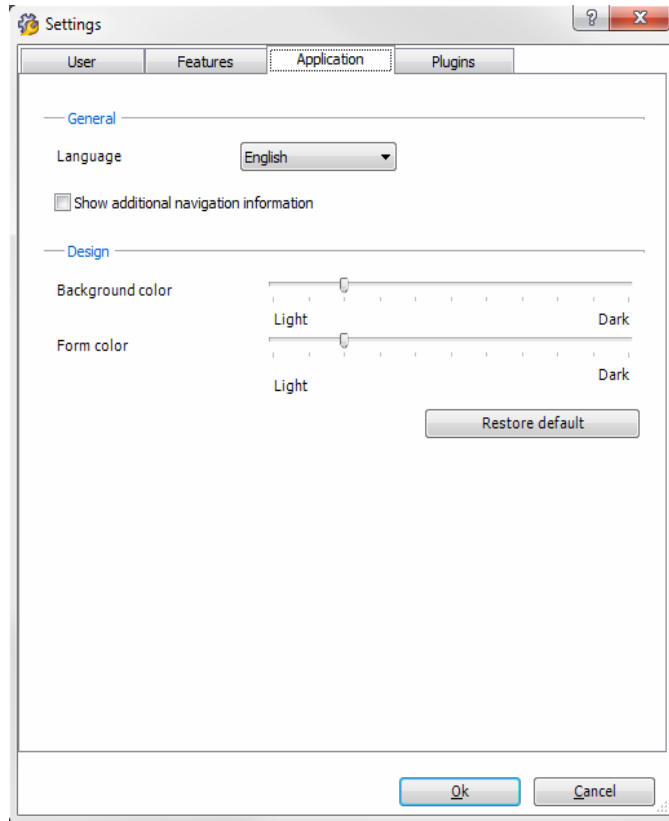 Settings
User Features Application Plugins
General
Language English
Show additional navigation information
Design
Background color
Light Dark
Form color
Light Dark
Restore default
Ok Cancel